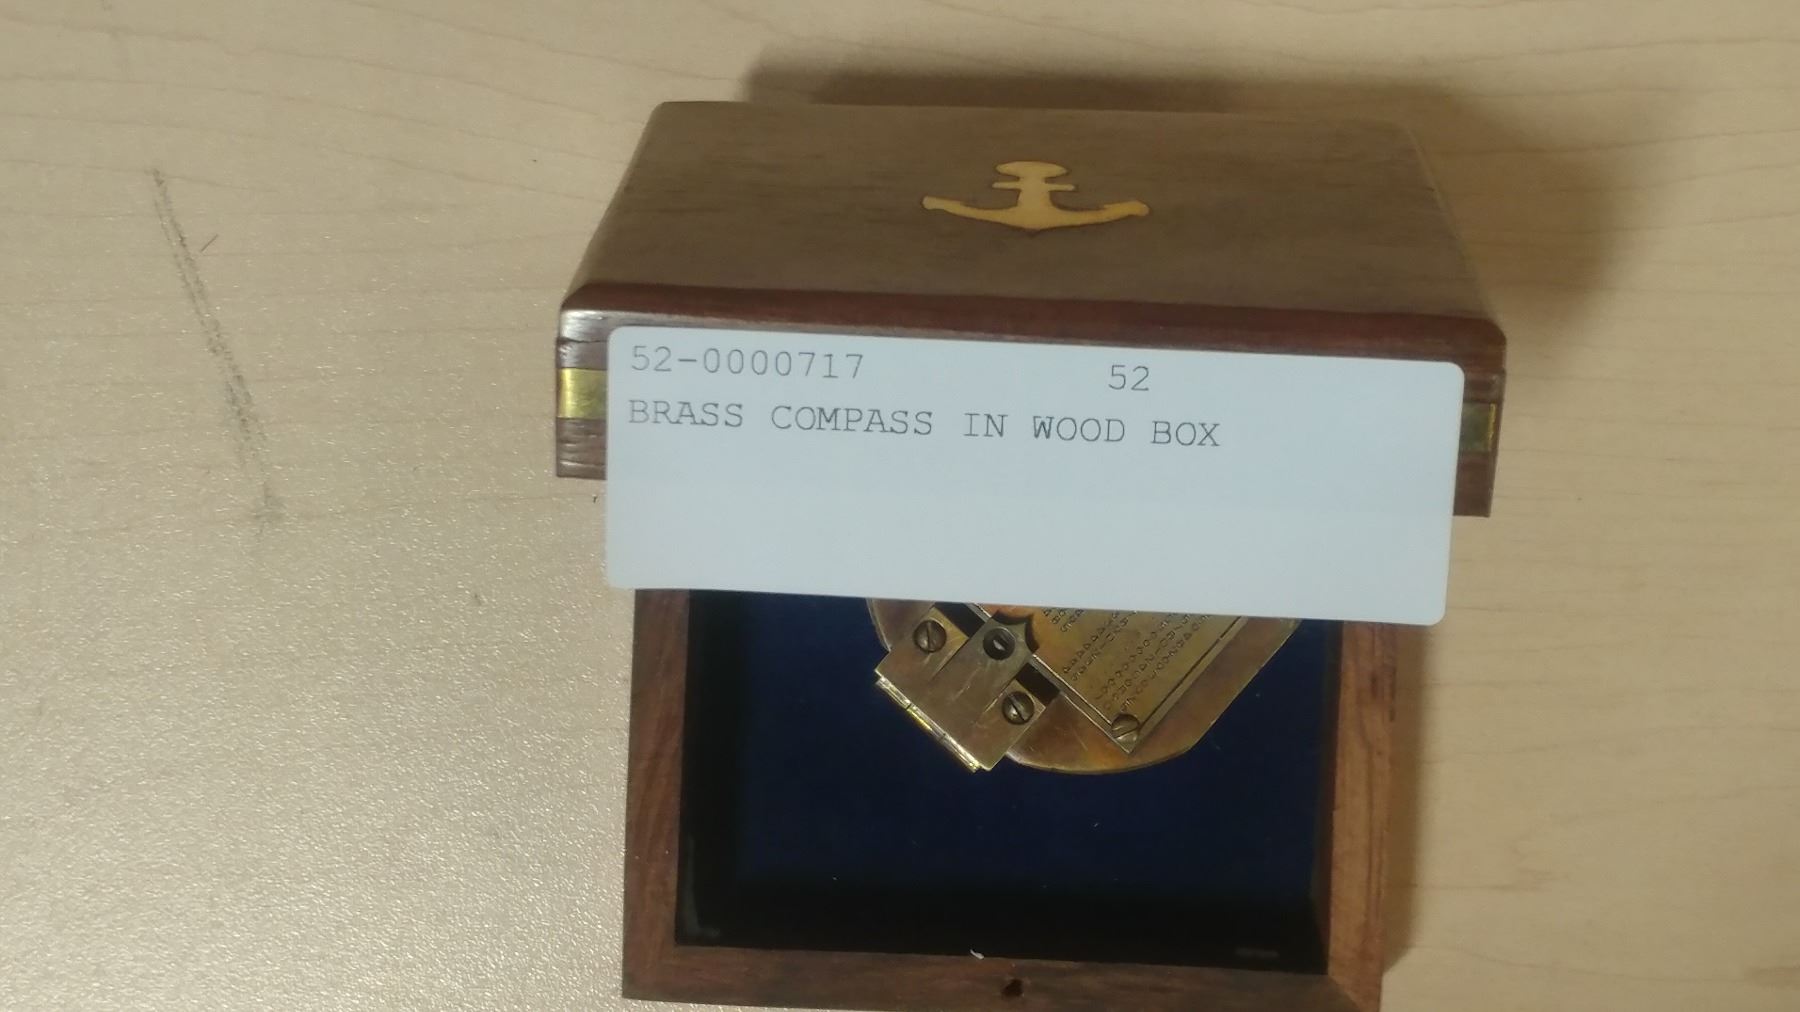 52-0000717 52
BRASS COMPASS IN WOOD BOX